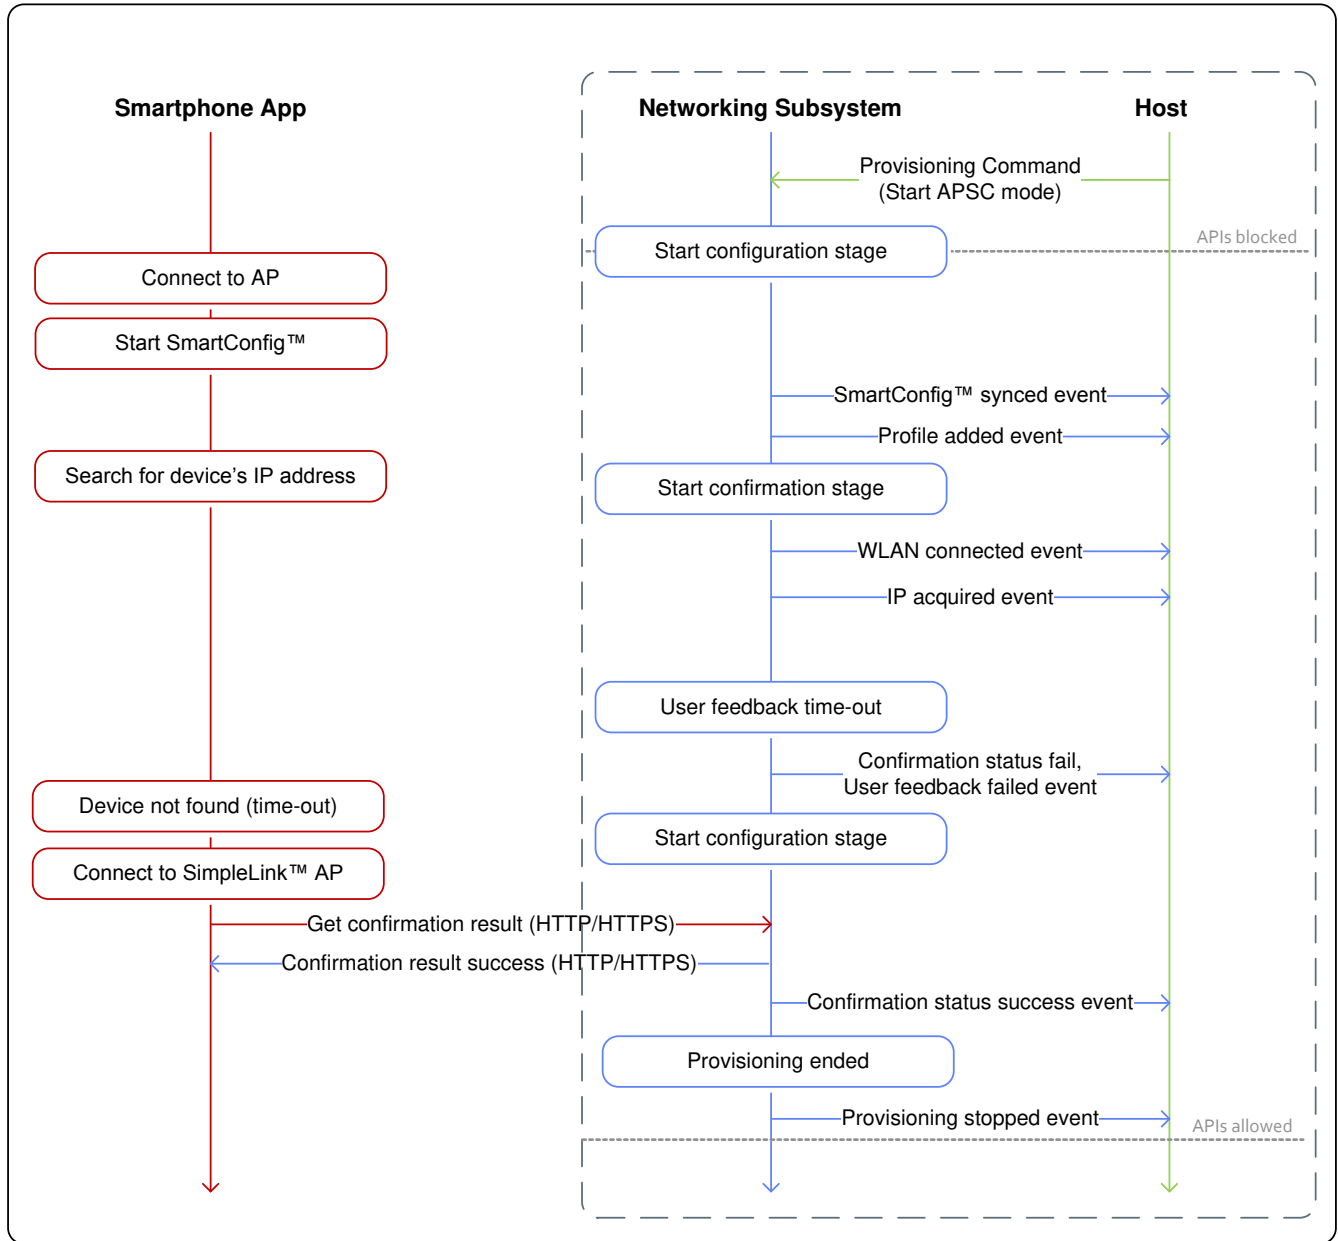 Smartphone App
Networking Subsystem
Host
Provisioning Command
(Start APSC mode)
APIs blocked
Start configuration stage
Connect to AP
Start SmartConfig™
SmartConfig™ synced event
Profile added event
Search for device’s IP address
Start confirmation stage
WLAN connected event
IP acquired event
User feedback time-out
Confirmation status fail,
User feedback failed event
Device not found (time-out)
Start configuration stage
Connect to SimpleLink™ AP
Get confirmation result (HTTP/HTTPS)
Confirmation result success (HTTP/HTTPS)
Confirmation status success event
Provisioning ended
Provisioning stopped event
APIs allowed